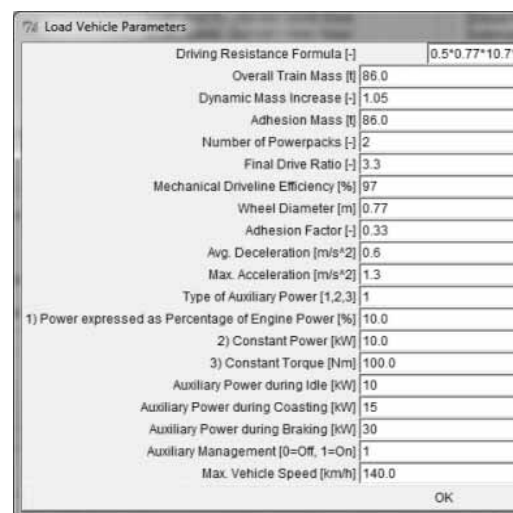 Load Vehicle Parameters
Driving Resistance Formula [-] 0.5*0.77*10.7*
Overall Train Mass [t] 86.0
Dynamic Mass Increase [-] 1.05
Adhesion Mass [t] 86.0
Number of Powerpacks [-] 2
Final Drive Ratio [-] 3.3
Mechanical Driveline Efficiency [%] 97
Wheel Diameter [m] 0.77
Adhesion Factor [-] 0.33
Avg. Deceleration [m/s^2] 0.6
Max. Acceleration [m/s^2] 1.3
Type of Auxiliary Power [1,2,3] 1
1) Power expressed as Percentage of Engine Power [%] 10.0
2) Constant Power [kW] 10.0
3) Constant Torque [Nm] 100.0
Auxiliary Power during Idle [kW] 10
Auxiliary Power during Coasting [kW] 15
Auxiliary Power during Braking [kW] 30
Auxiliary Management [0=Off, 1=On] 1
Max. Vehicle Speed [km/h] 140.0
OK